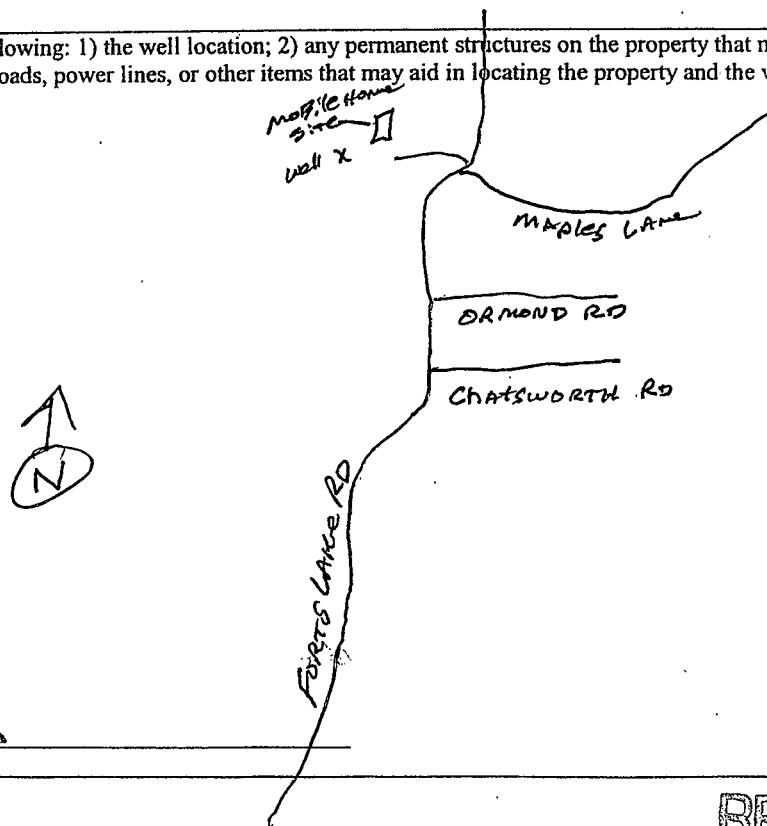 lowing: 1) the well location; 2) any permanent structures on the property that m
oads, power lines, or other items that may aid in locating the property and the v
Mobile Home
Site
well x
MAPLES LANE
ORMOND RD
CHATSWORTH RD
N
FORTS LAKE RD
RE